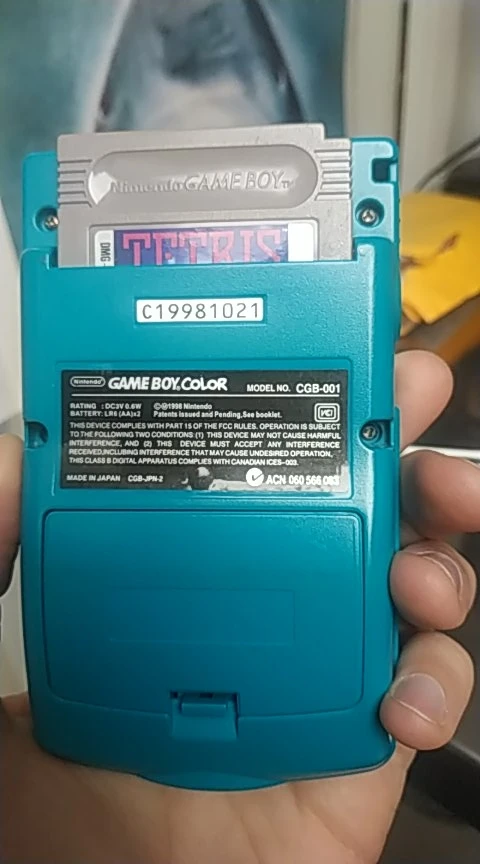 Nintendo GAME BOY TM
DMG-
TETRIS
C19981021
Nintendo GAME BOY COLOR MODEL NO. CGB-001
RATING : DC3V 0.6W ©Ⓜ1998 Nintendo
BATTERY: LR6 (AA)x2 Patents issued and Pending,See booklet.
VCI
THIS DEVICE COMPLIES WITH PART 15 OF THE FCC RULES. OPERATION IS SUBJECT
TO THE FOLLOWING TWO CONDITIONS: (1) THIS DEVICE MAY NOT CAUSE HARMFUL
INTERFERENCE, AND (2) THIS DEVICE MUST ACCEPT ANY INTERFERENCE
RECEIVED,INCLUDING INTERFERENCE THAT MAY CAUSE UNDESIRED OPERATION.
THIS CLASS B DIGITAL APPARATUS COMPLIES WITH CANADIAN ICES-003.
MADE IN JAPAN CGB-JPN-2 ACN 060 566 083